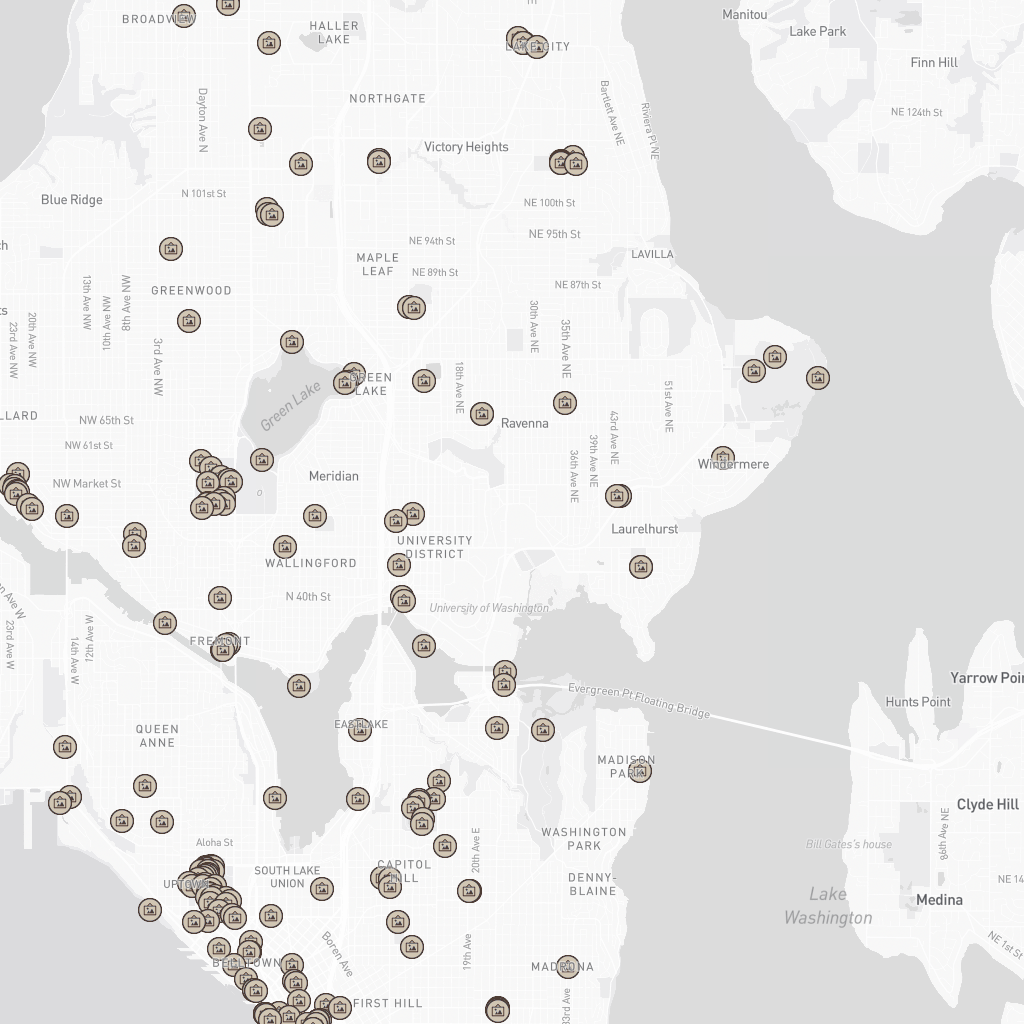 Manitou
BROADVIEW
HALLER
LAKE
Lake Park
LAKE CITY
Finn Hill
NORTHGATE
Bartlett Ave NE
Riviera Pl NE
Dayton Ave N
NE 124th St
Victory Heights
N 101st St
Blue Ridge
NE 100th St
NE 95th St
NE 94th St
LAVILLA
MAPLE
LEAF
NE 89th St
NE 87th St
GREENWOOD
13th Ave NW
10th Ave NW
8th Ave NW
20th Ave NW
23rd Ave NW
3rd Ave NW
30th Ave NE
35th Ave NE
18th Ave NE
GREEN
LAKE
Green Lake
51st Ave NE
43rd Ave NE
39th Ave NE
36th Ave NE
LLARD
NW 65th St
Ravenna
NW 61st St
Windermere
Meridian
NW Market St
Laurelhurst
UNIVERSITY
DISTRICT
WALLINGFORD
N 40th St
University of Washington
Ave W
23rd Ave W
14th Ave W
12th Ave W
FREMONT
Evergreen Pt Floating Bridge
Yarrow Poin
Hunts Point
EASTLAKE
QUEEN
ANNE
MADISON
PARK
Clyde Hill
86th Ave NE
WASHINGTON
PARK
Aloha St
20th Ave E
Bill Gates's house
CAPITOL
HILL
SOUTH LAKE
UNION
UPTOWN
DENNY-
BLAINE
NE 14
Lake
Washington
Medina
NE 1st St
Boren Ave
19th Ave
BELLTOWN
MADRONA
FIRST HILL
33rd Ave